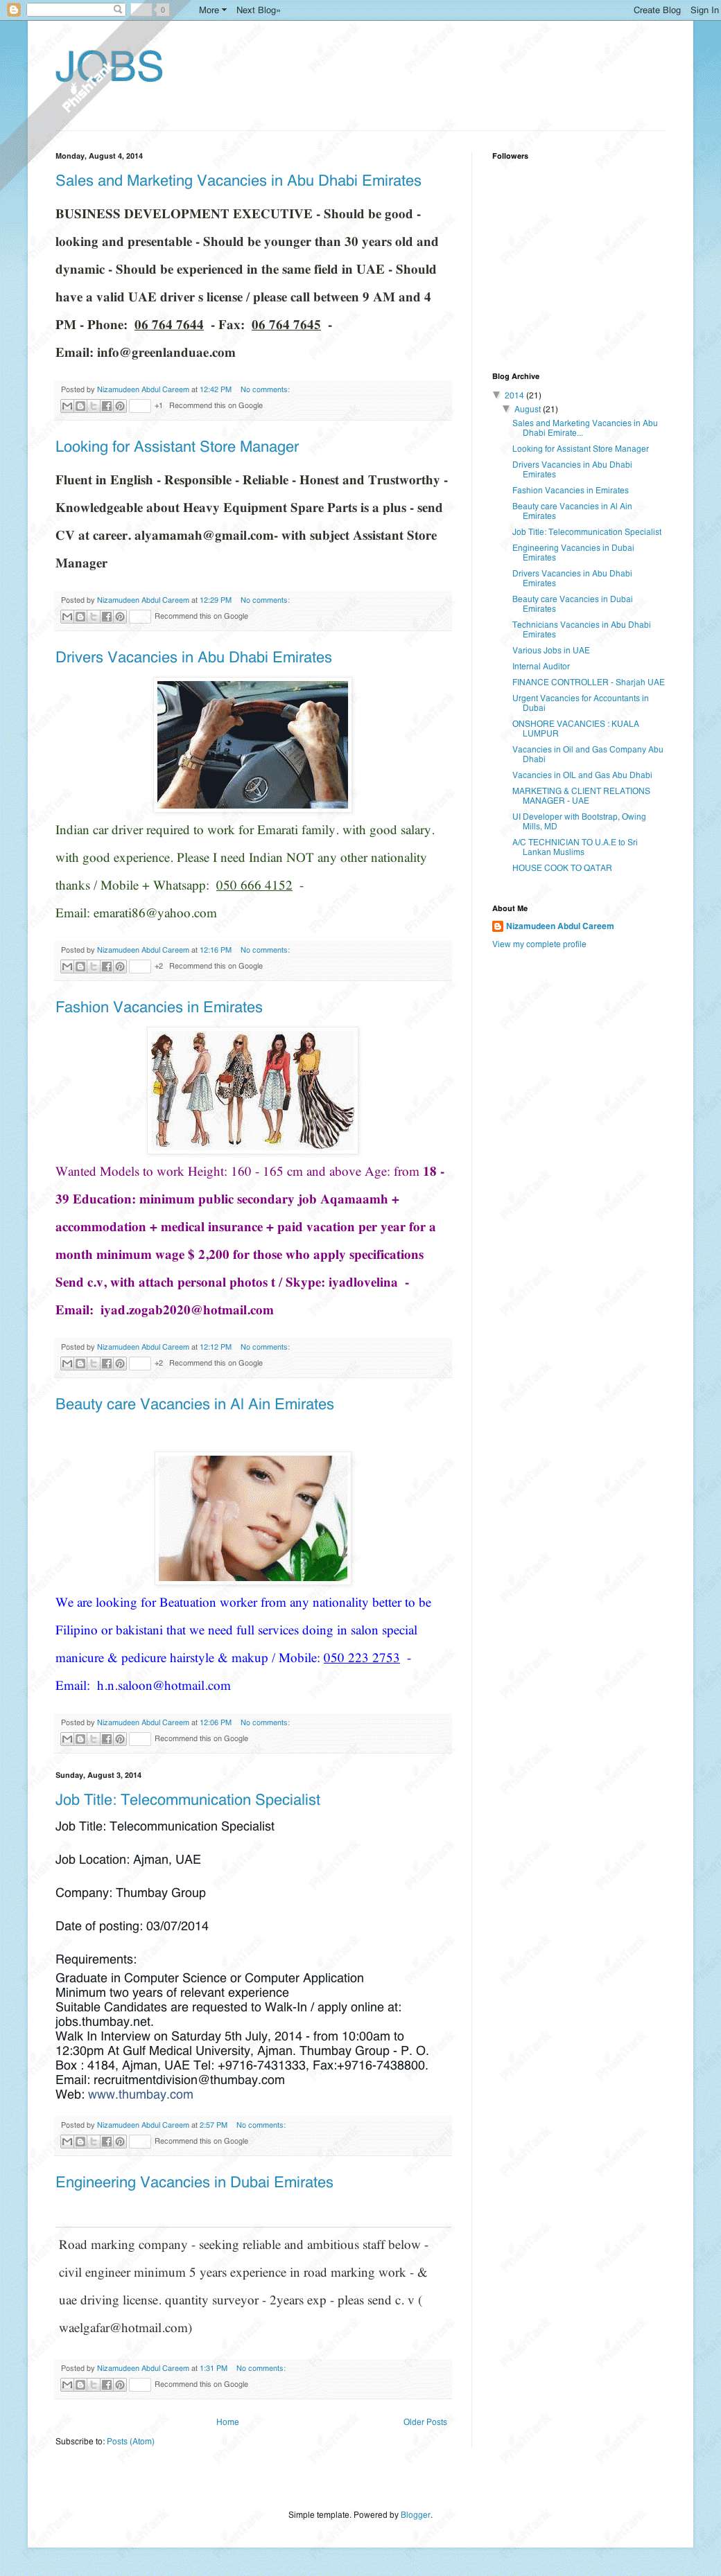 0
More
Next Blog»
Create Blog
Sign In
JOBS
PhishTank
Monday, August 4, 2014
Sales and Marketing Vacancies in Abu Dhabi Emirates
BUSINESS DEVELOPMENT EXECUTIVE - Should be good -
looking and presentable - Should be younger than 30 years old and
dynamic - Should be experienced in the same field in UAE - Should
have a valid UAE driver s license / please call between 9 AM and 4
PM - Phone:  06 764 7644  - Fax:  06 764 7645  -
Email: info@greenlanduae.com
Posted by Nizamudeen Abdul Careem at 12:42 PM No comments:
+1 Recommend this on Google
Looking for Assistant Store Manager
Fluent in English - Responsible - Reliable - Honest and Trustworthy -
Knowledgeable about Heavy Equipment Spare Parts is a plus - send
CV at career. alyamamah@gmail.com- with subject Assistant Store
Manager
Posted by Nizamudeen Abdul Careem at 12:29 PM No comments:
Recommend this on Google
Drivers Vacancies in Abu Dhabi Emirates
Indian car driver required to work for Emarati family. with good salary.
with good experience. Please I need Indian NOT any other nationality
thanks / Mobile + Whatsapp:  050 666 4152  -
Email: emarati86@yahoo.com
Posted by Nizamudeen Abdul Careem at 12:16 PM No comments:
+2 Recommend this on Google
Fashion Vacancies in Emirates
Wanted Models to work Height: 160 - 165 cm and above Age: from 18 -
39 Education: minimum public secondary job Aqamaamh +
accommodation + medical insurance + paid vacation per year for a
month minimum wage $ 2,200 for those who apply specifications
Send c.v, with attach personal photos t / Skype: iyadlovelina  -
Email:  iyad.zogab2020@hotmail.com
Posted by Nizamudeen Abdul Careem at 12:12 PM No comments:
+2 Recommend this on Google
Beauty care Vacancies in Al Ain Emirates
We are looking for Beatuation worker from any nationality better to be
Filipino or bakistani that we need full services doing in salon special
manicure & pedicure hairstyle & makup / Mobile: 050 223 2753  -
Email:  h.n.saloon@hotmail.com
Posted by Nizamudeen Abdul Careem at 12:06 PM No comments:
Recommend this on Google
Sunday, August 3, 2014
Job Title: Telecommunication Specialist
Job Title: Telecommunication Specialist
Job Location: Ajman, UAE
Company: Thumbay Group
Date of posting: 03/07/2014
Requirements:
Graduate in Computer Science or Computer Application
Minimum two years of relevant experience
Suitable Candidates are requested to Walk-In / apply online at:
jobs.thumbay.net.
Walk In Interview on Saturday 5th July, 2014 - from 10:00am to
12:30pm At Gulf Medical University, Ajman. Thumbay Group - P. O.
Box : 4184, Ajman, UAE Tel: +9716-7431333, Fax:+9716-7438800.
Email: recruitmentdivision@thumbay.com
Web: www.thumbay.com
Posted by Nizamudeen Abdul Careem at 2:57 PM No comments:
Recommend this on Google
Engineering Vacancies in Dubai Emirates
Road marking company - seeking reliable and ambitious staff below -
civil engineer minimum 5 years experience in road marking work - &
uae driving license. quantity surveyor - 2years exp - pleas send c. v (
waelgafar@hotmail.com)
Posted by Nizamudeen Abdul Careem at 1:31 PM No comments:
Recommend this on Google
Home
Older Posts
Subscribe to: Posts (Atom)
Followers
Blog Archive
▼ 2014 (21)
▼ August (21)
Sales and Marketing Vacancies in Abu
Dhabi Emirate...
Looking for Assistant Store Manager
Drivers Vacancies in Abu Dhabi
Emirates
Fashion Vacancies in Emirates
Beauty care Vacancies in Al Ain
Emirates
Job Title: Telecommunication Specialist
Engineering Vacancies in Dubai
Emirates
Drivers Vacancies in Abu Dhabi
Emirates
Beauty care Vacancies in Dubai
Emirates
Technicians Vacancies in Abu Dhabi
Emirates
Various Jobs in UAE
Internal Auditor
FINANCE CONTROLLER - Sharjah UAE
Urgent Vacancies for Accountants in
Dubai
ONSHORE VACANCIES : KUALA
LUMPUR
Vacancies in Oil and Gas Company Abu
Dhabi
Vacancies in OIL and Gas Abu Dhabi
MARKETING & CLIENT RELATIONS
MANAGER - UAE
UI Developer with Bootstrap, Owing
Mills, MD
A/C TECHNICIAN TO U.A.E to Sri
Lankan Muslims
HOUSE COOK TO QATAR
About Me
Nizamudeen Abdul Careem
View my complete profile
Simple template. Powered by Blogger.